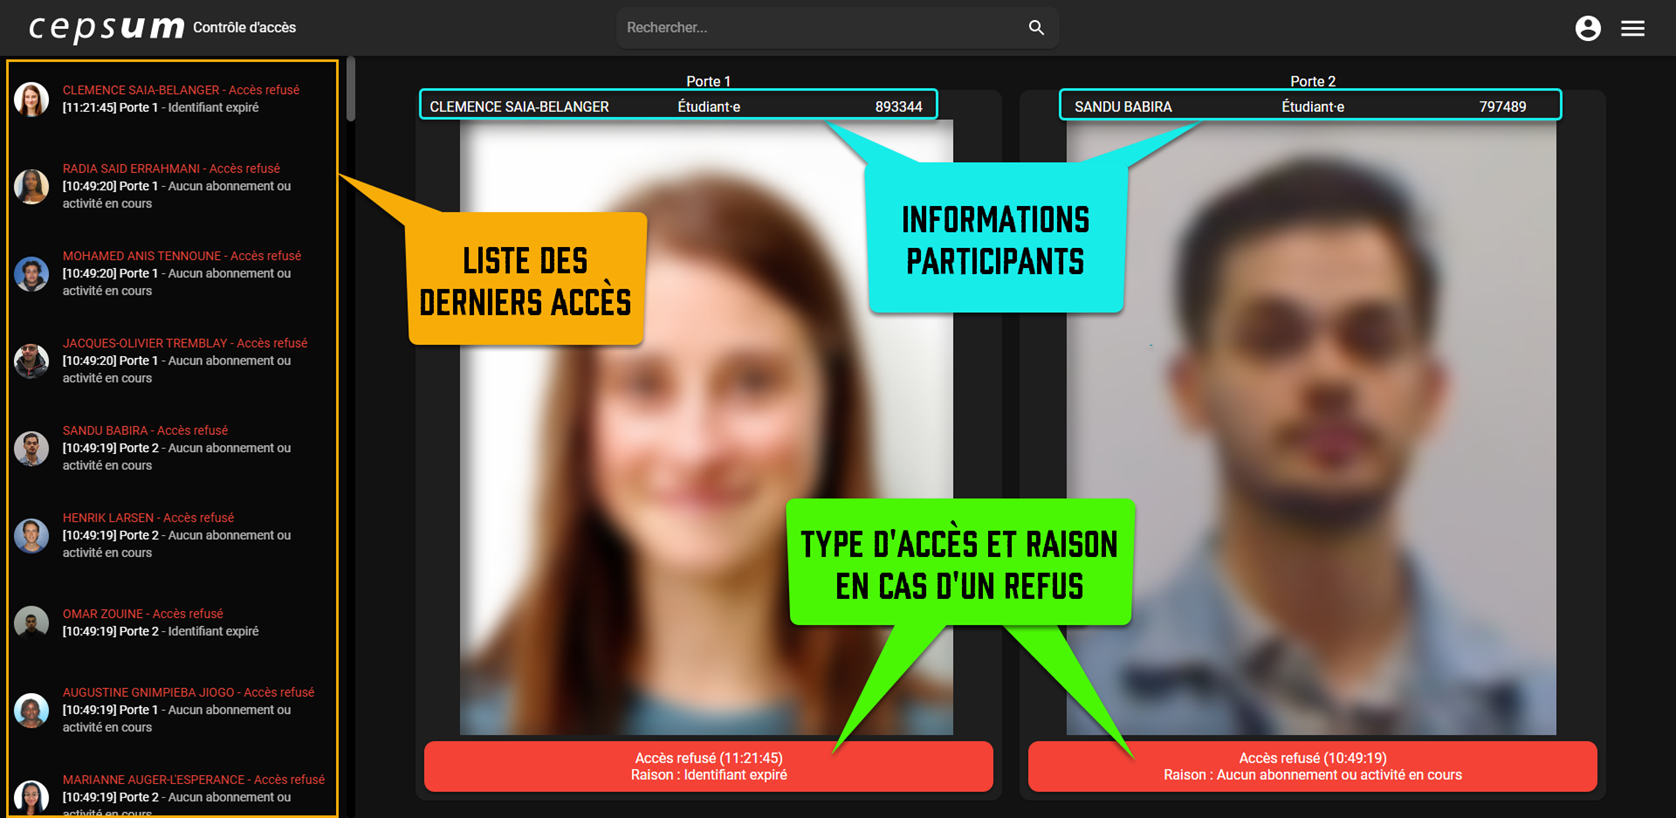 cepsum Contrôle d'accès
Rechercher...
CLEMENCE SAIA-BELANGER - Accès refusé
[11:21:45] Porte 1 - Identifiant expiré
RADIA SAID ERRAHMANI - Accès refusé
[10:49:20] Porte 1 - Aucun abonnement ou
activité en cours
MOHAMED ANIS TENNOUNE - Accès refusé
[10:49:20] Porte 1 - Aucun abonnement ou
activité en cours
JACQUES-OLIVIER TREMBLAY - Accès refusé
[10:49:20] Porte 1 - Aucun abonnement ou
activité en cours
SANDU BABIRA - Accès refusé
[10:49:19] Porte 2 - Aucun abonnement ou
activité en cours
HENRIK LARSEN - Accès refusé
[10:49:19] Porte 2 - Aucun abonnement ou
activité en cours
OMAR ZOUINE - Accès refusé
[10:49:19] Porte 2 - Identifiant expiré
AUGUSTINE GNIMPIEBA JIOGO - Accès refusé
[10:49:19] Porte 1 - Aucun abonnement ou
activité en cours
MARIANNE AUGER-L'ESPERANCE - Accès refusé
[10:49:19] Porte 2 - Aucun abonnement ou
activité en cours
LISTE DES
DERNIERS ACCÈS
Porte 1
CLEMENCE SAIA-BELANGER Étudiant·e 893344
INFORMATIONS
PARTICIPANTS
TYPE D'ACCÈS ET RAISON
EN CAS D'UN REFUS
Accès refusé (11:21:45)
Raison : Identifiant expiré
Porte 2
SANDU BABIRA Étudiant·e 797489
Accès refusé (10:49:19)
Raison : Aucun abonnement ou activité en cours